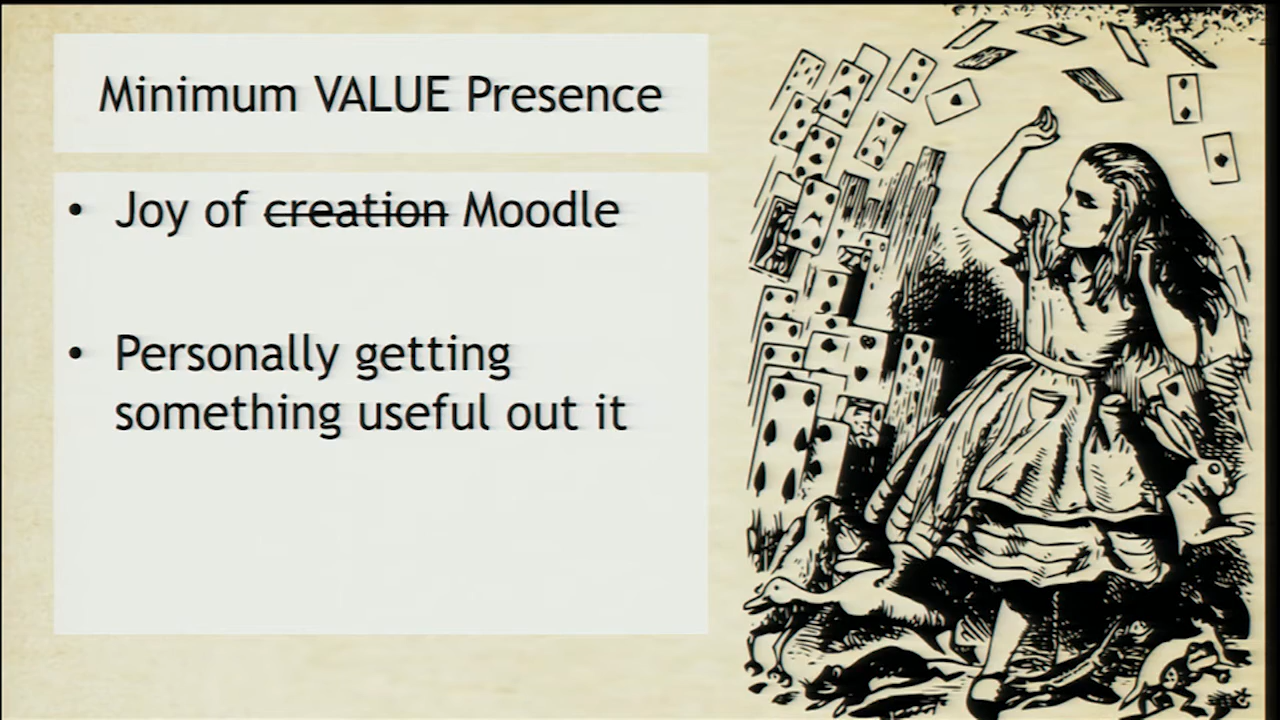 Minimum VALUE Presence
• Joy of creation Moodle
• Personally getting
something useful out it